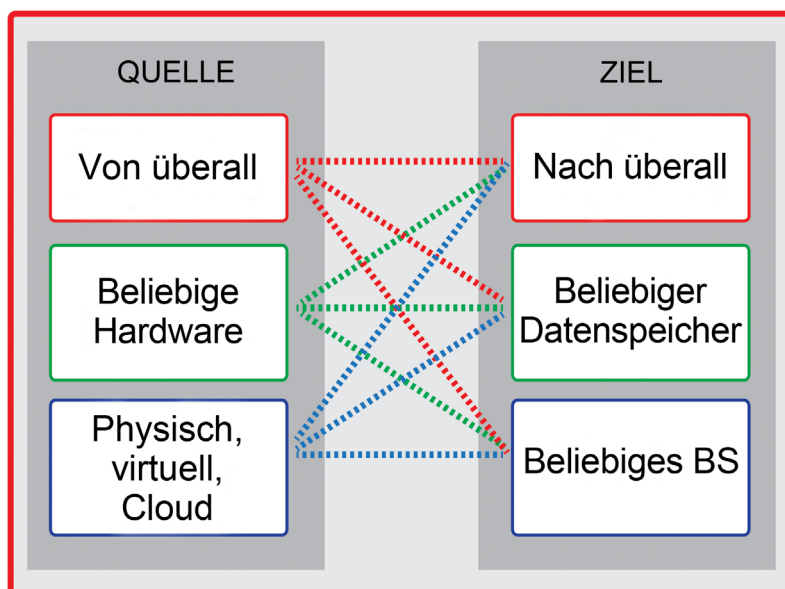 QUELLE
Von überall
Beliebige
Hardware
Physisch,
virtuell,
Cloud
ZIEL
Nach überall
Beliebiger
Datenspeicher
Beliebiges BS